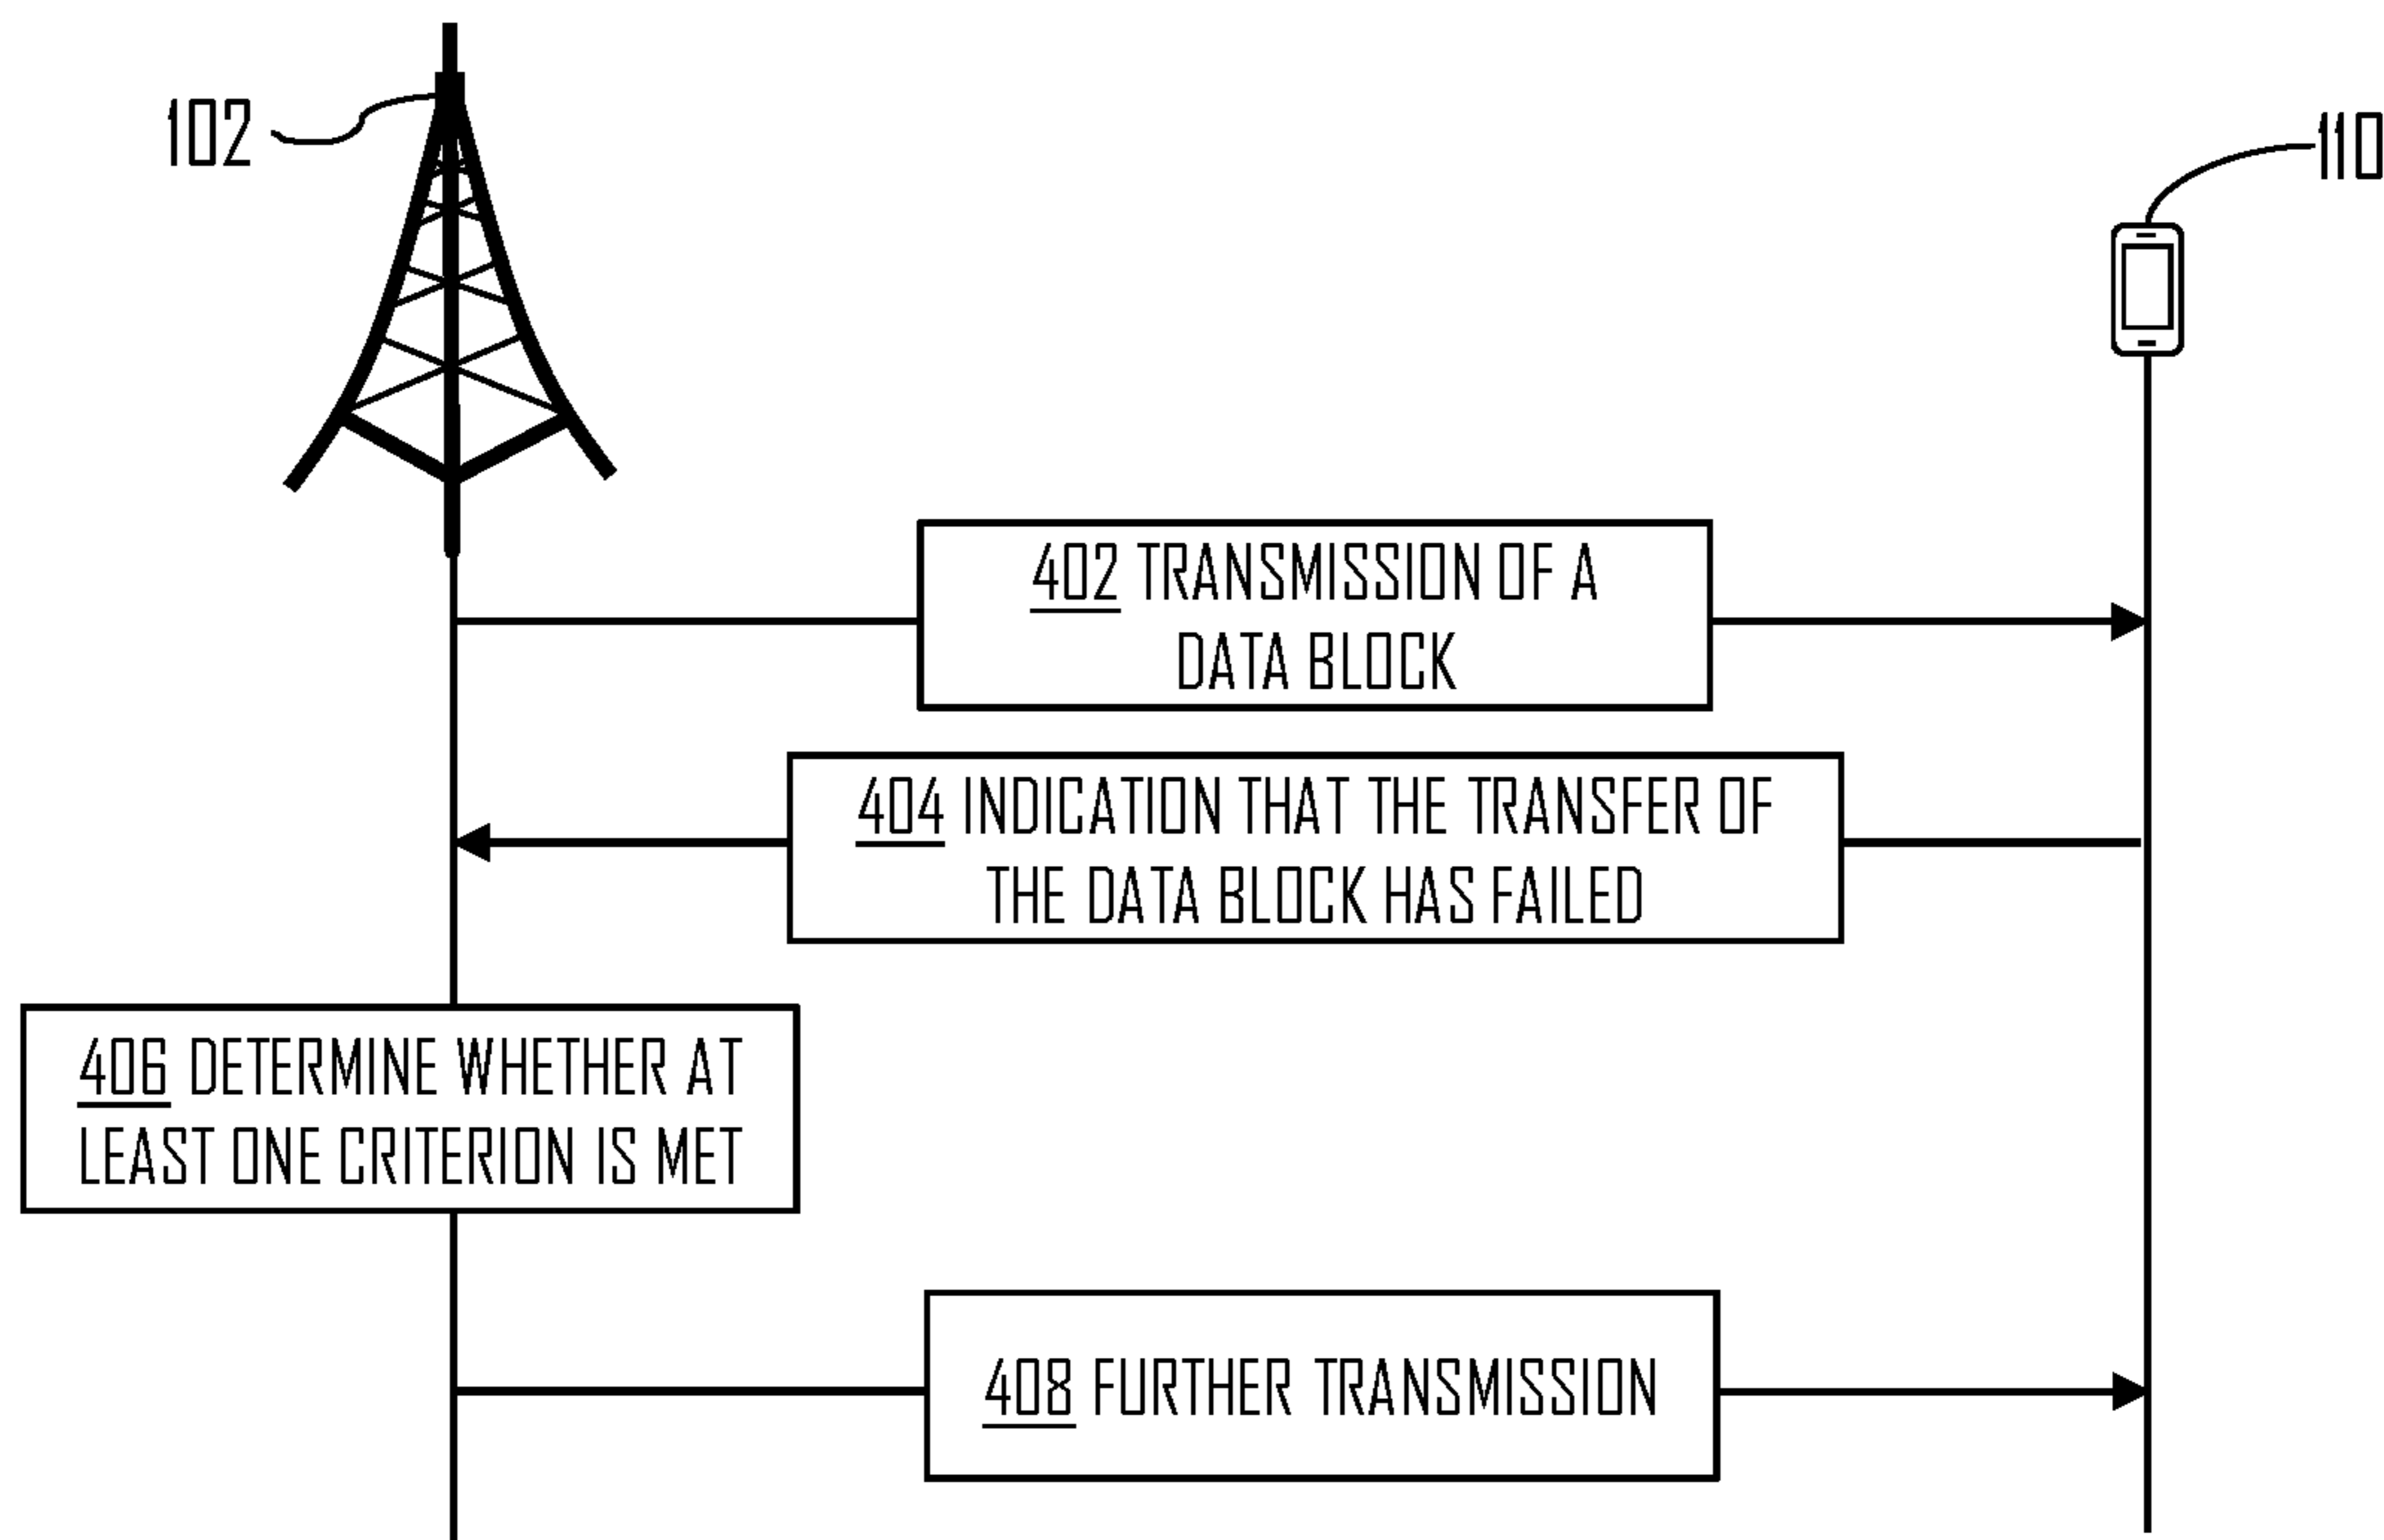 102
110
402 TRANSMISSION OF A
DATA BLOCK
404 INDICATION THAT THE TRANSFER OF
THE DATA BLOCK HAS FAILED
406 DETERMINE WHETHER AT
LEAST ONE CRITERION IS MET
408 FURTHER TRANSMISSION